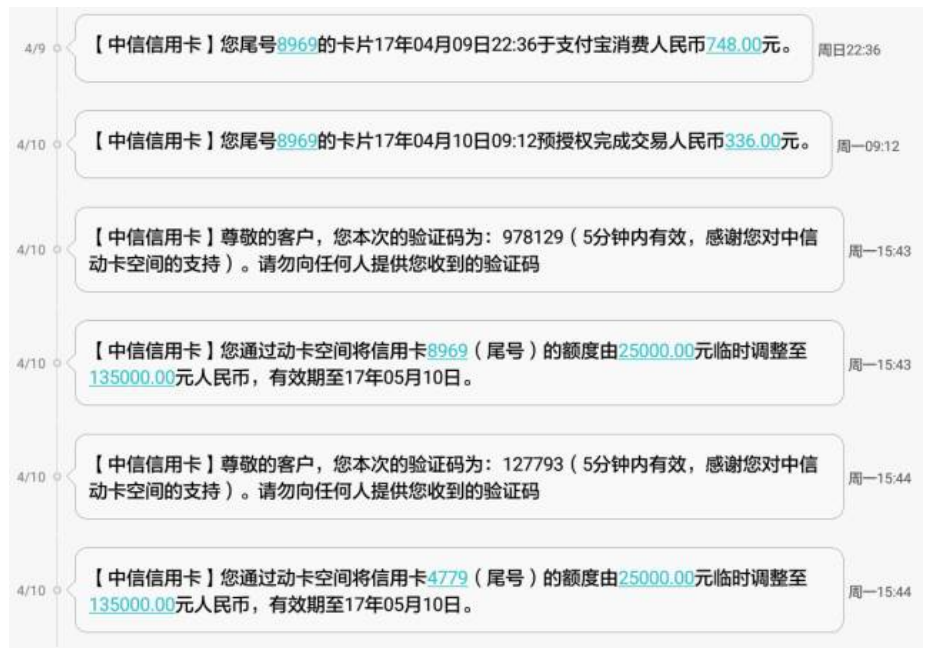 4/9
【中信信用卡】您尾号8969的卡片17年04月09日22:36于支付宝消费人民币748.00元。
周日22:36
4/10
【中信信用卡】您尾号8969的卡片17年04月10日09:12预授权完成交易人民币336.00元。
周一09:12
4/10
【中信信用卡】尊敬的客户，您本次的验证码为：978129（5分钟内有效，感谢您对中信
动卡空间的支持）。请勿向任何人提供您收到的验证码
周一15:43
4/10
【中信信用卡】您通过动卡空间将信用卡8969（尾号）的额度由25000.00元临时调整至
135000.00元人民币，有效期至17年05月10日。
周一15:43
4/10
【中信信用卡】尊敬的客户，您本次的验证码为：127793（5分钟内有效，感谢您对中信
动卡空间的支持）。请勿向任何人提供您收到的验证码
周一15:44
4/10
【中信信用卡】您通过动卡空间将信用卡4779（尾号）的额度由25000.00元临时调整至
135000.00元人民币，有效期至17年05月10日。
周一15:44